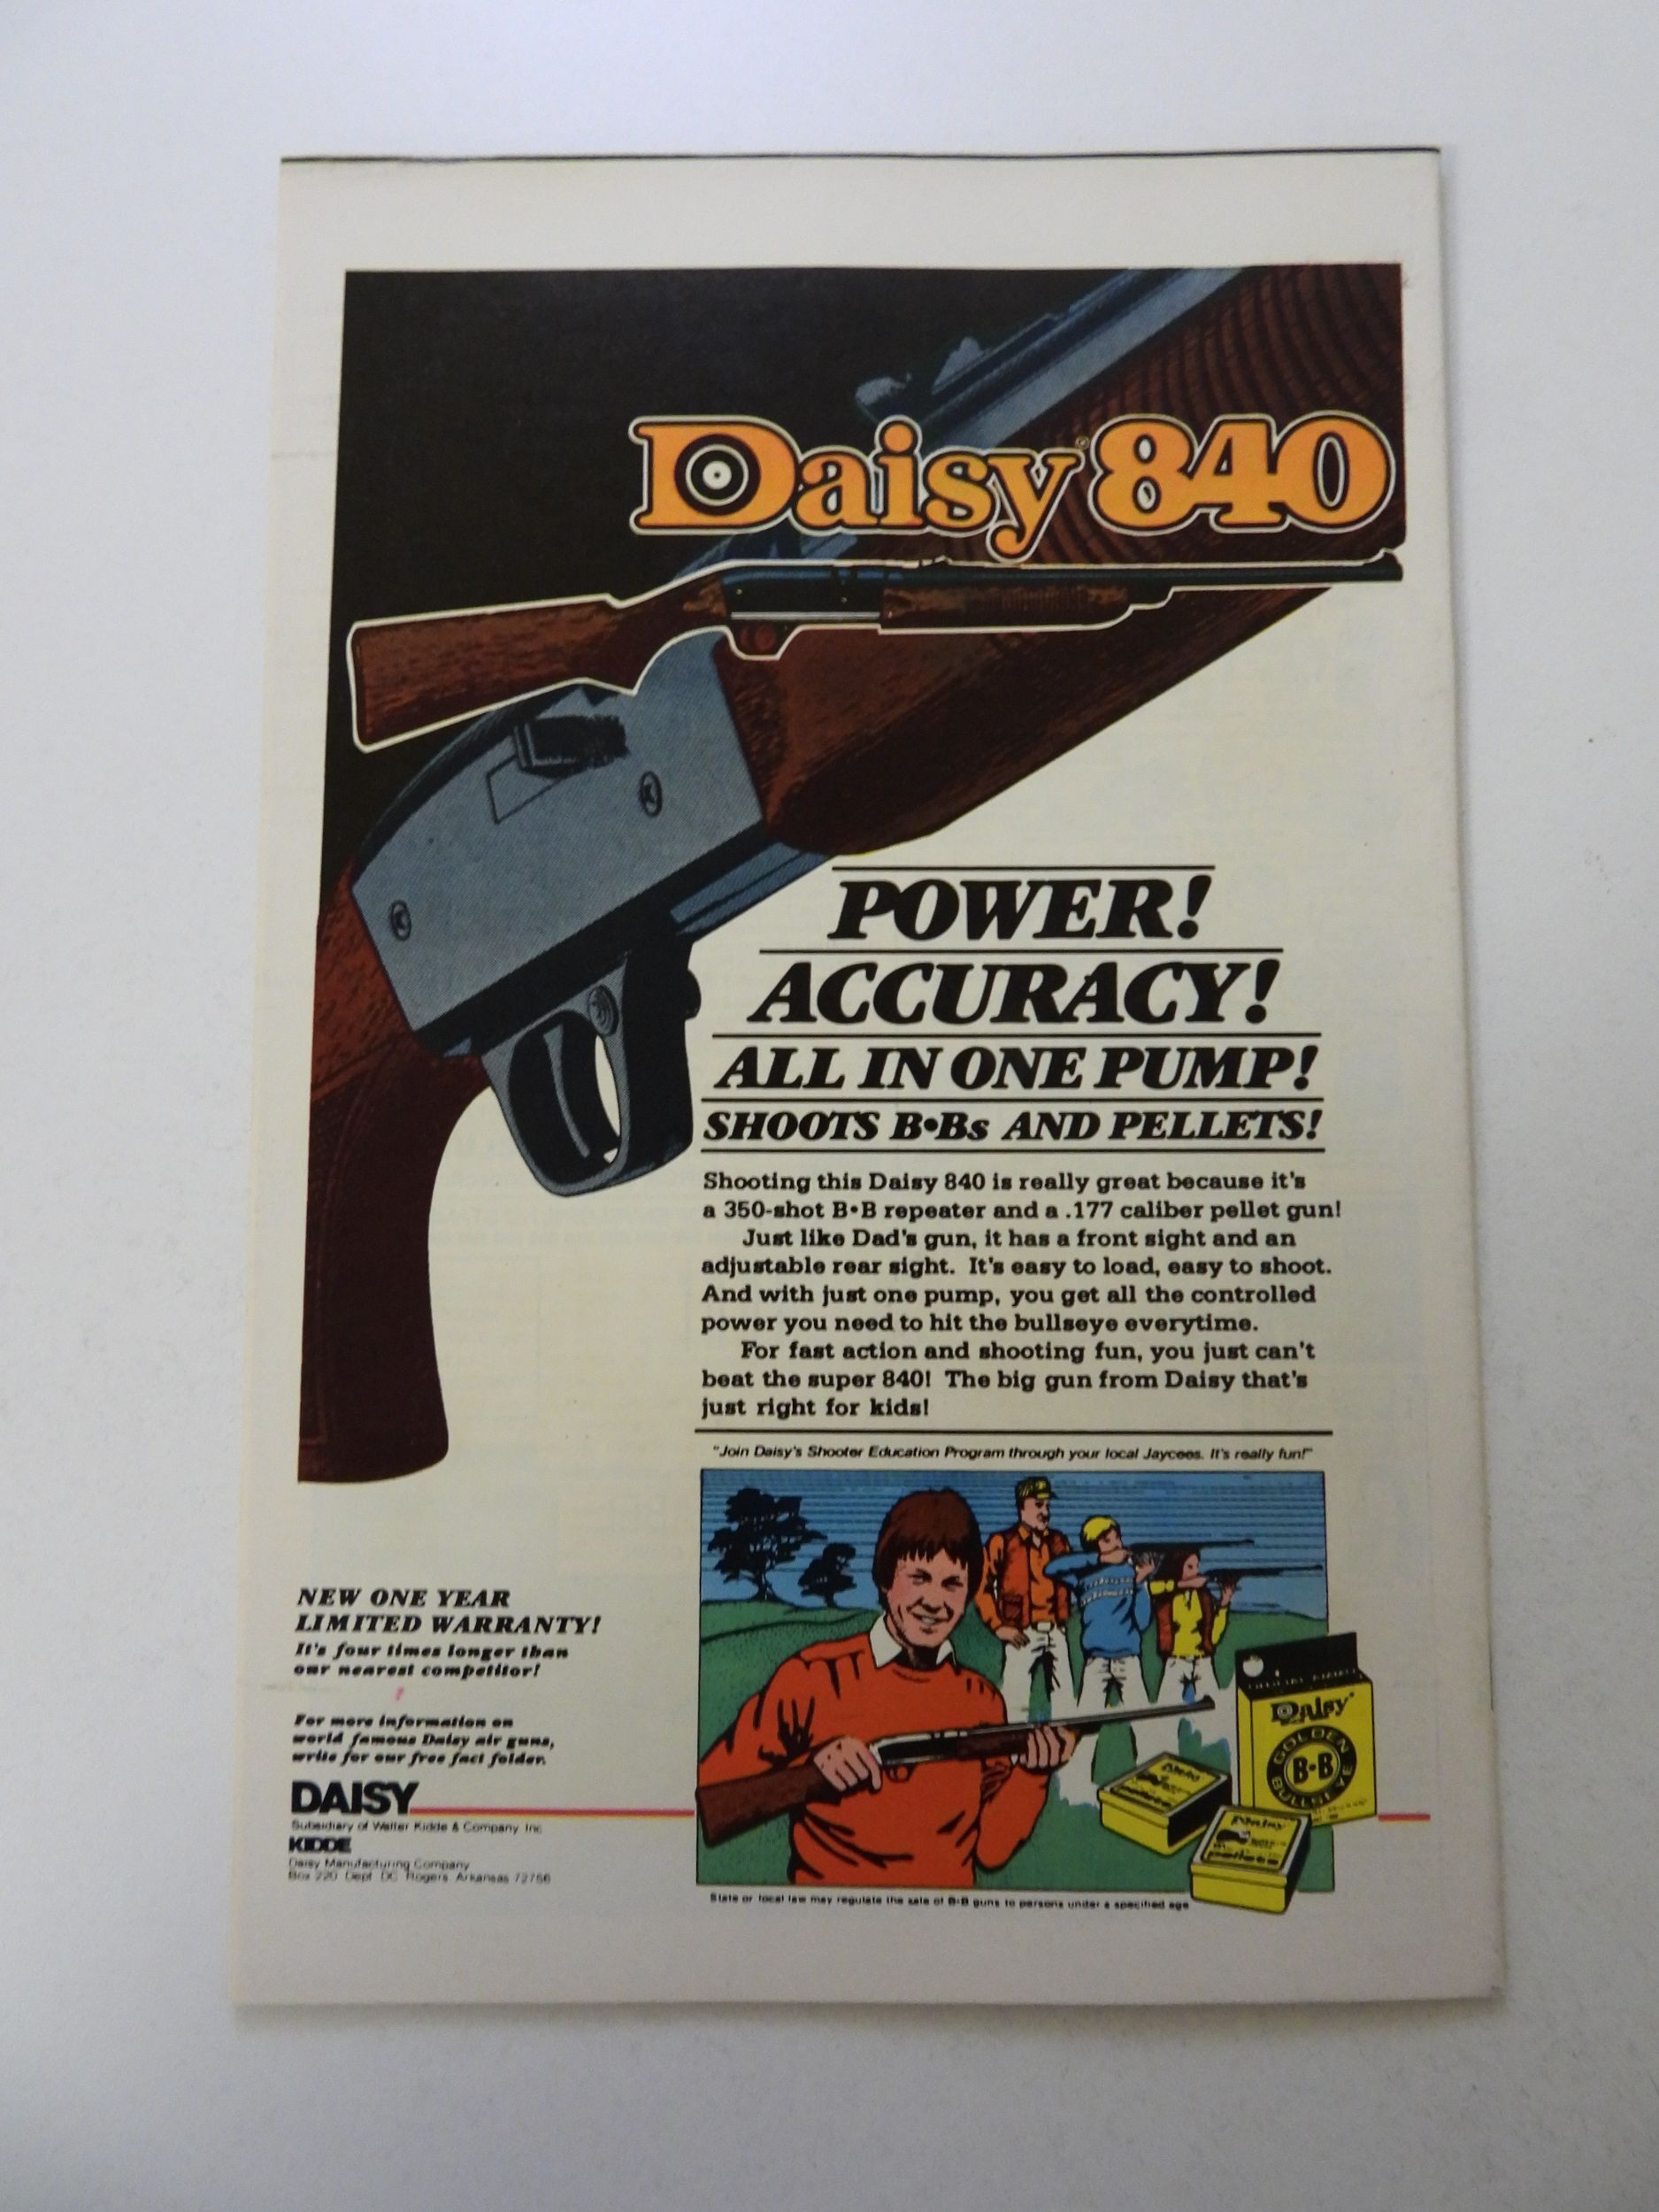 Daisy® 840
POWER!
ACCURACY!
ALL IN ONE PUMP!
SHOOTS B•Bs AND PELLETS!
Shooting this Daisy 840 is really great because it's
a 350-shot B•B repeater and a .177 caliber pellet gun!
Just like Dad's gun, it has a front sight and an
adjustable rear sight. It's easy to load, easy to shoot.
And with just one pump, you get all the controlled
power you need to hit the bullseye everytime.
For fast action and shooting fun, you just can't
beat the super 840! The big gun from Daisy that's
just right for kids!
"Join Daisy's Shooter Education Program through your local Jaycees. It's really fun!"
NEW ONE YEAR
LIMITED WARRANTY!
It's four times longer than
our nearest competitor!
For more information on
world famous Daisy air guns,
write for our free fact folder.
DAISY
Subsidiary of Walter Kidde & Company Inc
KIDDE
Daisy Manufacturing Company
Box 220 Dept DC Rogers Arkansas 72756
Daisy
GOLDEN
B•B
BULLSEYE
Daisy
pellets
Daisy
pellets
State or local law may regulate the sale of B•B guns to persons under a specified age